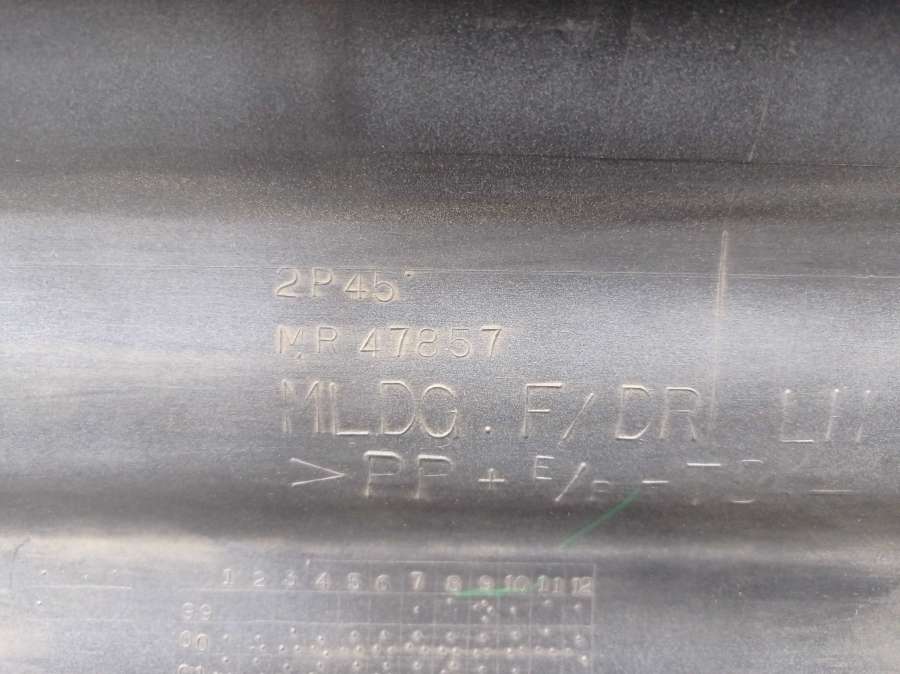 2P45
MR 47857
MLDG. F/DR LH
>PP + E/P - T
1 2 3 4 5 6 7 8 9 10 11 12
99
00